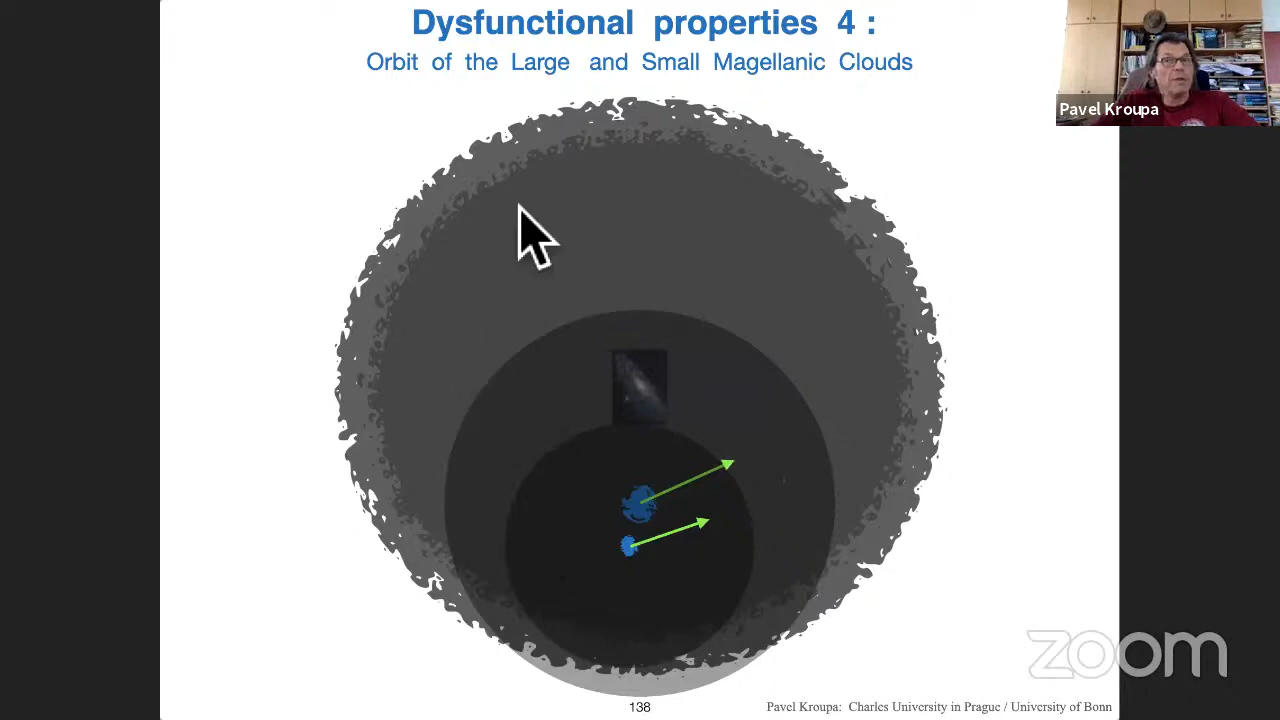 Dysfunctional properties 4 :
Orbit of the Large and Small Magellanic Clouds
Pavel Kroupa
zoom
138
Pavel Kroupa: Charles University in Prague / University of Bonn